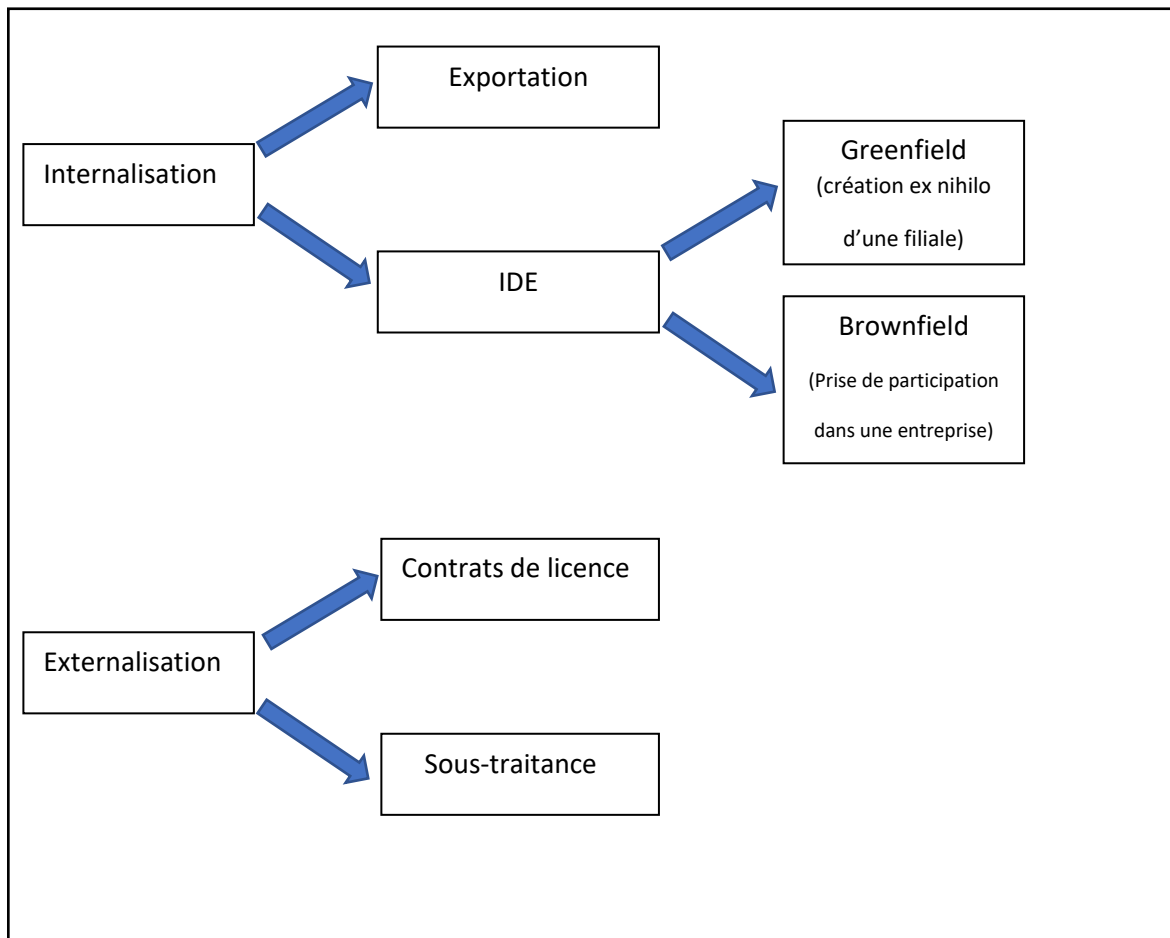 Exportation
Internalisation
Greenfield
(création ex nihilo
d'une filiale)
IDE
Brownfield
(Prise de participation
dans une entreprise)
Contrats de licence
Externalisation
Sous-traitance